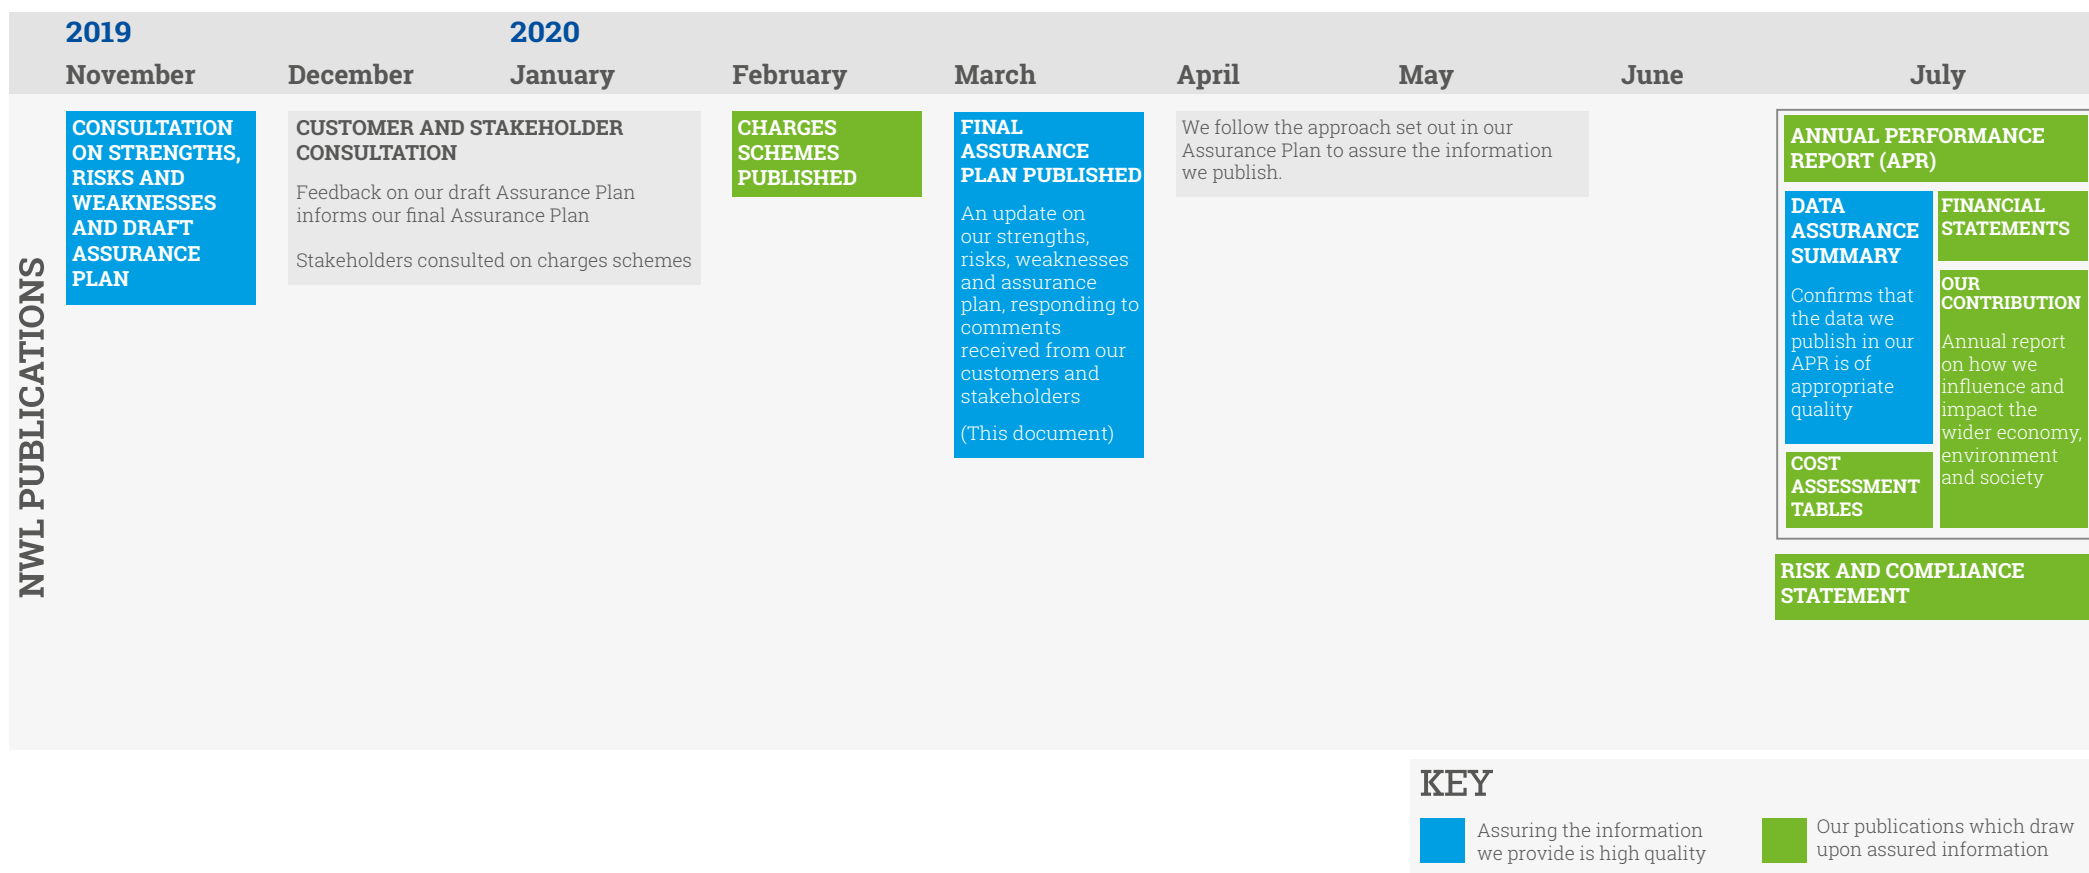 2019
2020
November
December
January
February
March
April
May
June
July
NWL PUBLICATIONS
CONSULTATION
ON STRENGTHS,
RISKS AND
WEAKNESSES
AND DRAFT
ASSURANCE
PLAN
CUSTOMER AND STAKEHOLDER
CONSULTATION
Feedback on our draft Assurance Plan
informs our final Assurance Plan
Stakeholders consulted on charges schemes
CHARGES
SCHEMES
PUBLISHED
FINAL
ASSURANCE
PLAN PUBLISHED
An update on
our strengths,
risks, weaknesses
and assurance
plan, responding to
comments
received from our
customers and
stakeholders
(This document)
We follow the approach set out in our
Assurance Plan to assure the information
we publish.
ANNUAL PERFORMANCE
REPORT (APR)
DATA
ASSURANCE
SUMMARY
Confirms that
the data we
publish in our
APR is of
appropriate
quality
COST
ASSESSMENT
TABLES
FINANCIAL
STATEMENTS
OUR
CONTRIBUTION
Annual report
on how we
influence and
impact the
wider economy,
environment
and society
RISK AND COMPLIANCE
STATEMENT
KEY
Assuring the information
we provide is high quality
Our publications which draw
upon assured information